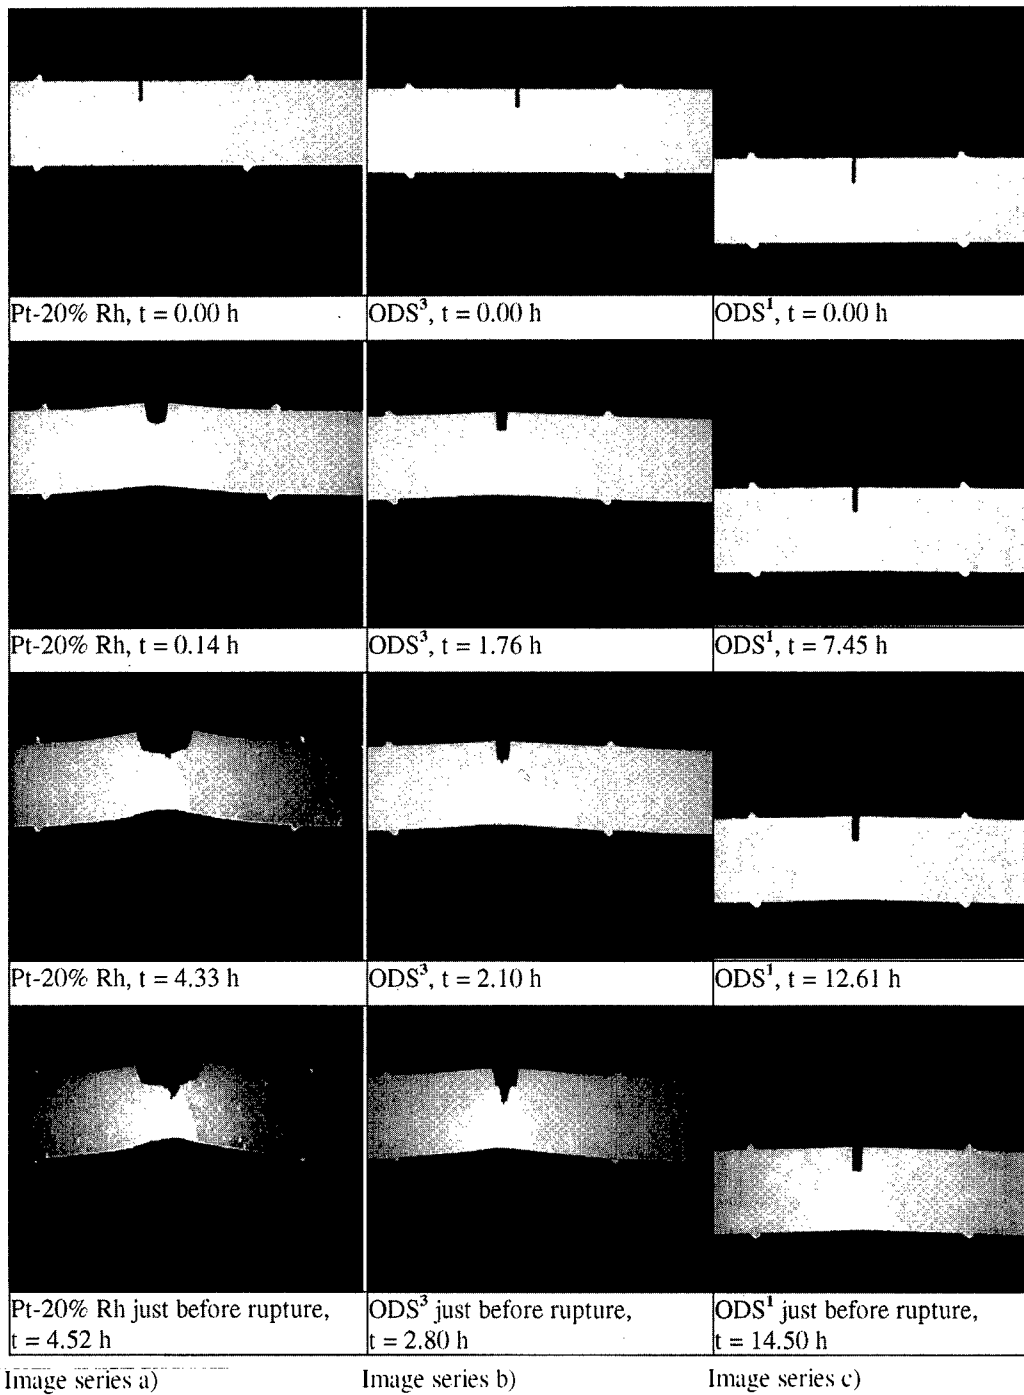 Pt-20% Rh, t = 0.00 h
ODS³, t = 0.00 h
ODS¹, t = 0.00 h
Pt-20% Rh, t = 0.14 h
ODS³, t = 1.76 h
ODS¹, t = 7.45 h
Pt-20% Rh, t = 4.33 h
ODS³, t = 2.10 h
ODS¹, t = 12.61 h
Pt-20% Rh just before rupture,
t = 4.52 h
ODS³ just before rupture,
t = 2.80 h
ODS¹ just before rupture,
t = 14.50 h
Image series a)
Image series b)
Image series c)